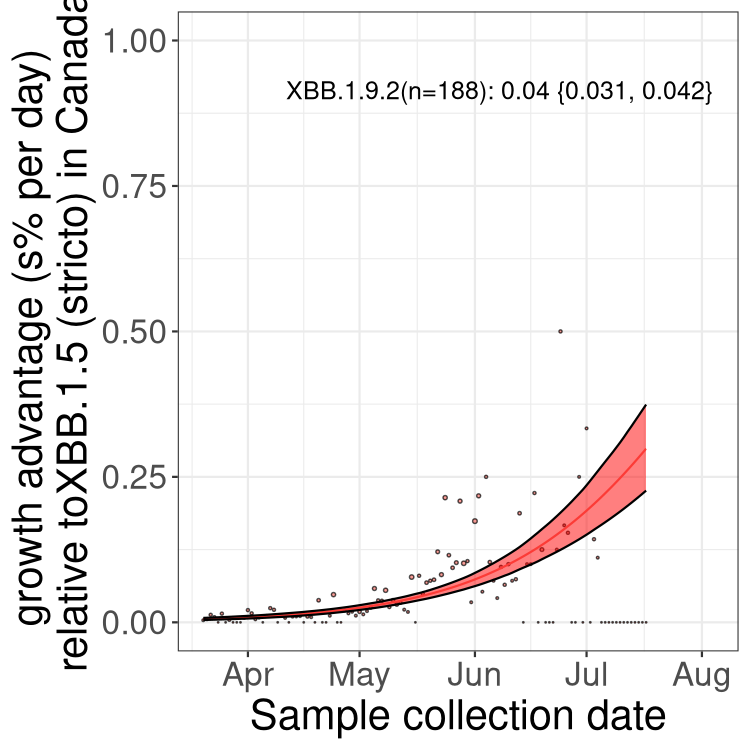 growth advantage (s% per day)
relative toXBB.1.5 (stricto) in Canada
1.00
0.75
0.50
0.25
0.00
XBB.1.9.2(n=188): 0.04 {0.031, 0.042}
Apr May Jun Jul Aug
Sample collection date